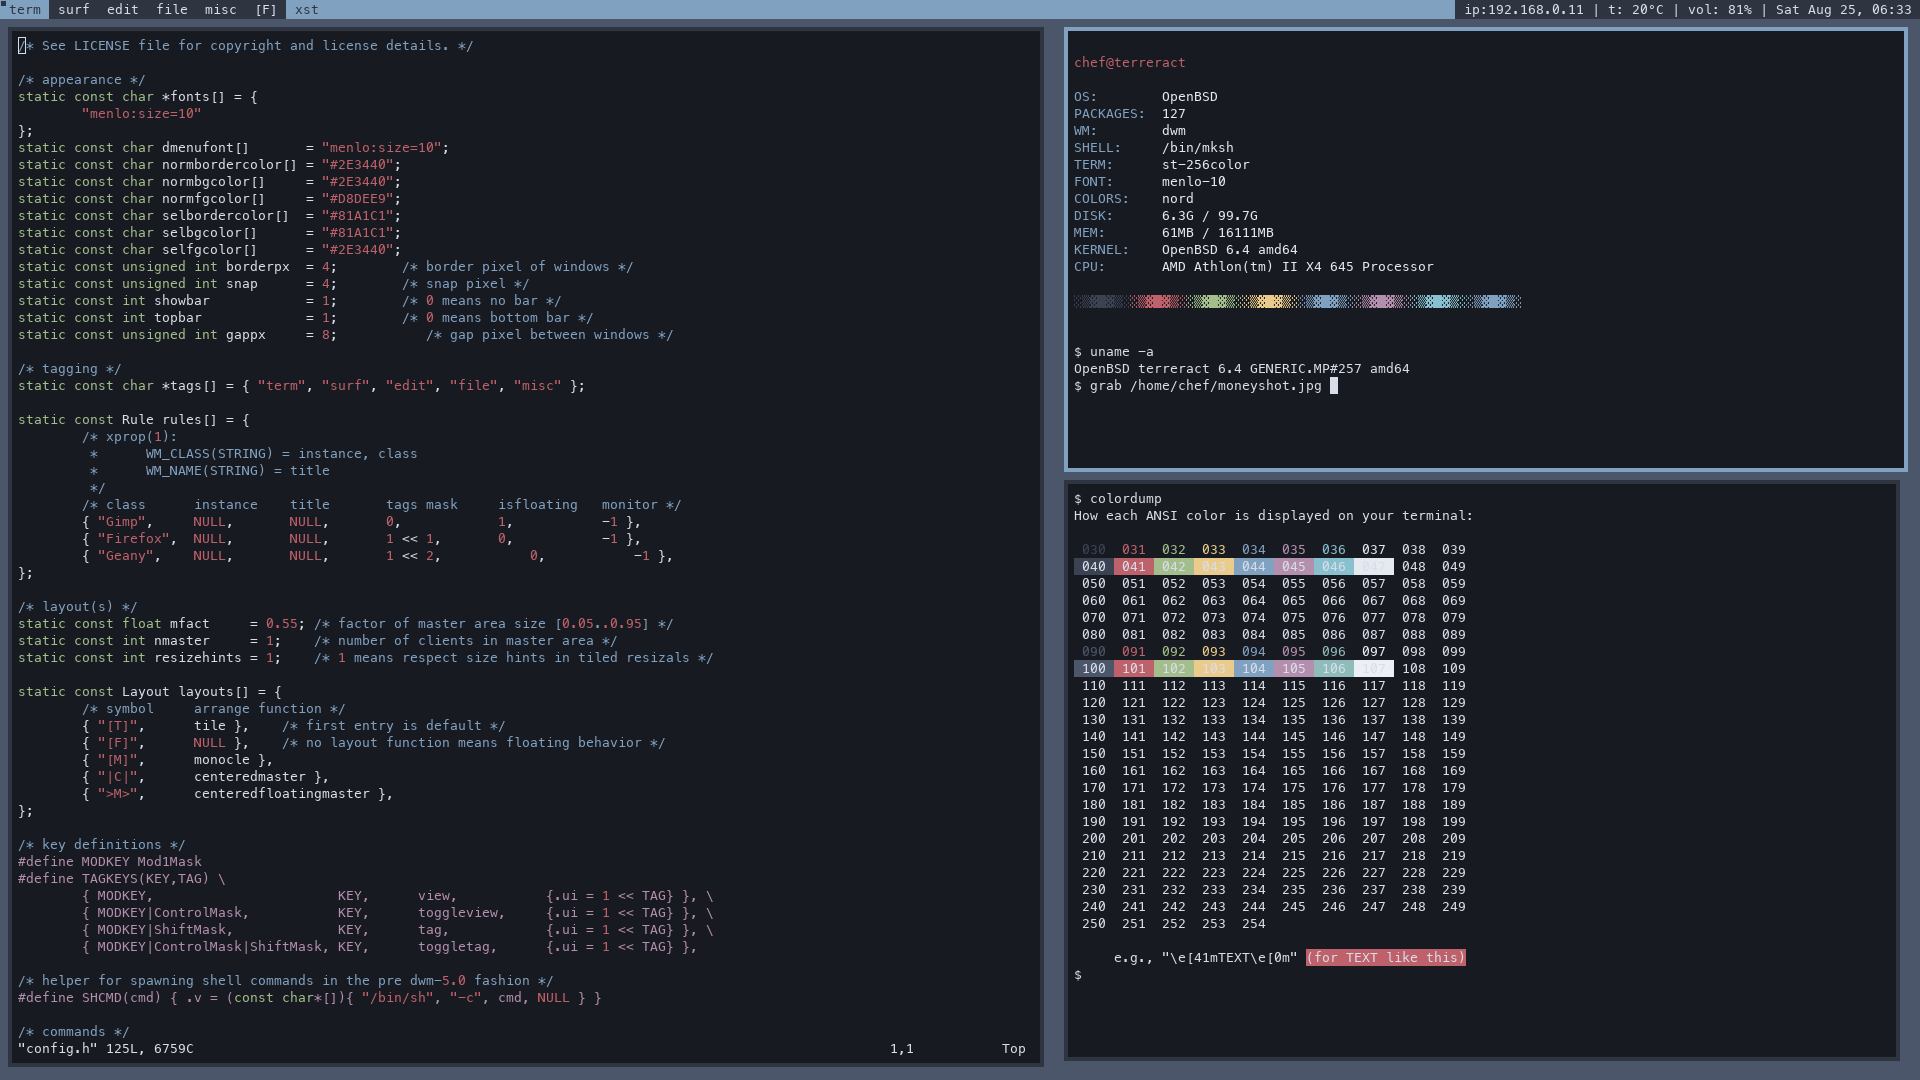 term surf edit file misc [F] xst ip:192.168.0.11 | t: 20°C | vol: 81% | Sat Aug 25, 06:33
/* See LICENSE file for copyright and license details. */
/* appearance */
static const char *fonts[] = {
"menlo:size=10"
};
static const char dmenufont[] = "menlo:size=10";
static const char normbordercolor[] = "#2E3440";
static const char normbgcolor[] = "#2E3440";
static const char normfgcolor[] = "#D8DEE9";
static const char selbordercolor[] = "#81A1C1";
static const char selbgcolor[] = "#81A1C1";
static const char selfgcolor[] = "#2E3440";
static const unsigned int borderpx = 4; /* border pixel of windows */
static const unsigned int snap = 4; /* snap pixel */
static const int showbar = 1; /* 0 means no bar */
static const int topbar = 1; /* 0 means bottom bar */
static const unsigned int gappx = 8; /* gap pixel between windows */
/* tagging */
static const char *tags[] = { "term", "surf", "edit", "file", "misc" };
static const Rule rules[] = {
/* xprop(1):
* WM_CLASS(STRING) = instance, class
* WM_NAME(STRING) = title
*/
/* class instance title tags mask isfloating monitor */
{ "Gimp", NULL, NULL, 0, 1, -1 },
{ "Firefox", NULL, NULL, 1 << 1, 0, -1 },
{ "Geany", NULL, NULL, 1 << 2, 0, -1 },
};
/* layout(s) */
static const float mfact = 0.55; /* factor of master area size [0.05..0.95] */
static const int nmaster = 1; /* number of clients in master area */
static const int resizehints = 1; /* 1 means respect size hints in tiled resizals */
static const Layout layouts[] = {
/* symbol arrange function */
{ "[T]", tile }, /* first entry is default */
{ "[F]", NULL }, /* no layout function means floating behavior */
{ "[M]", monocle },
{ "|C|", centeredmaster },
{ ">M>", centeredfloatingmaster },
};
/* key definitions */
#define MODKEY Mod1Mask
#define TAGKEYS(KEY,TAG) \
{ MODKEY, KEY, view, {.ui = 1 << TAG} }, \
{ MODKEY|ControlMask, KEY, toggleview, {.ui = 1 << TAG} }, \
{ MODKEY|ShiftMask, KEY, tag, {.ui = 1 << TAG} }, \
{ MODKEY|ControlMask|ShiftMask, KEY, toggletag, {.ui = 1 << TAG} },
/* helper for spawning shell commands in the pre dwm-5.0 fashion */
#define SHCMD(cmd) { .v = (const char*[]){ "/bin/sh", "-c", cmd, NULL } }
/* commands */
"config.h" 125L, 6759C 1,1 Top
chef@terreract
OS: OpenBSD
PACKAGES: 127
WM: dwm
SHELL: /bin/mksh
TERM: st-256color
FONT: menlo-10
COLORS: nord
DISK: 6.3G / 99.7G
MEM: 61MB / 16111MB
KERNEL: OpenBSD 6.4 amd64
CPU: AMD Athlon(tm) II X4 645 Processor
$ uname -a
OpenBSD terreract 6.4 GENERIC.MP#257 amd64
$ grab /home/chef/moneyshot.jpg
$ colordump
How each ANSI color is displayed on your terminal:
030 031 032 033 034 035 036 037 038 039
040 041 042 043 044 045 046 047 048 049
050 051 052 053 054 055 056 057 058 059
060 061 062 063 064 065 066 067 068 069
070 071 072 073 074 075 076 077 078 079
080 081 082 083 084 085 086 087 088 089
090 091 092 093 094 095 096 097 098 099
100 101 102 103 104 105 106 107 108 109
110 111 112 113 114 115 116 117 118 119
120 121 122 123 124 125 126 127 128 129
130 131 132 133 134 135 136 137 138 139
140 141 142 143 144 145 146 147 148 149
150 151 152 153 154 155 156 157 158 159
160 161 162 163 164 165 166 167 168 169
170 171 172 173 174 175 176 177 178 179
180 181 182 183 184 185 186 187 188 189
190 191 192 193 194 195 196 197 198 199
200 201 202 203 204 205 206 207 208 209
210 211 212 213 214 215 216 217 218 219
220 221 222 223 224 225 226 227 228 229
230 231 232 233 234 235 236 237 238 239
240 241 242 243 244 245 246 247 248 249
250 251 252 253 254
e.g., "\e[41mTEXT\e[0m" (for TEXT like this)
$